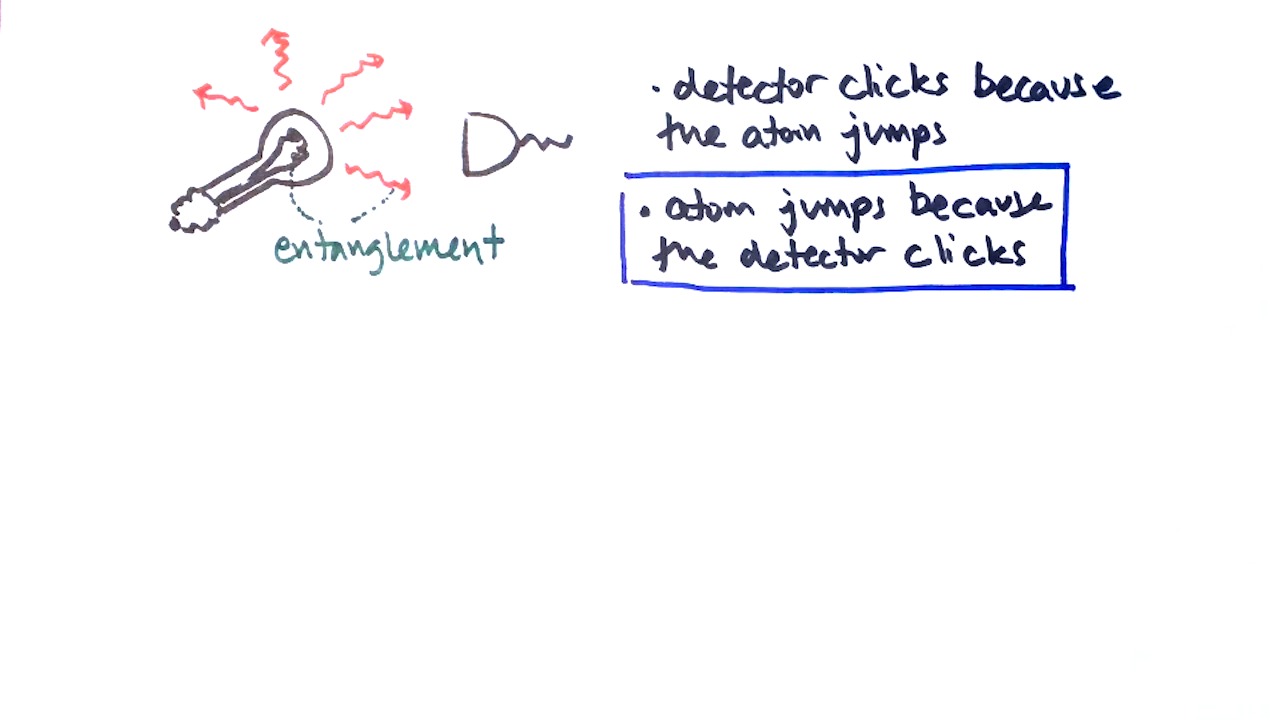 · detector clicks because
the atom jumps
· atom jumps because
the detector clicks
entanglement